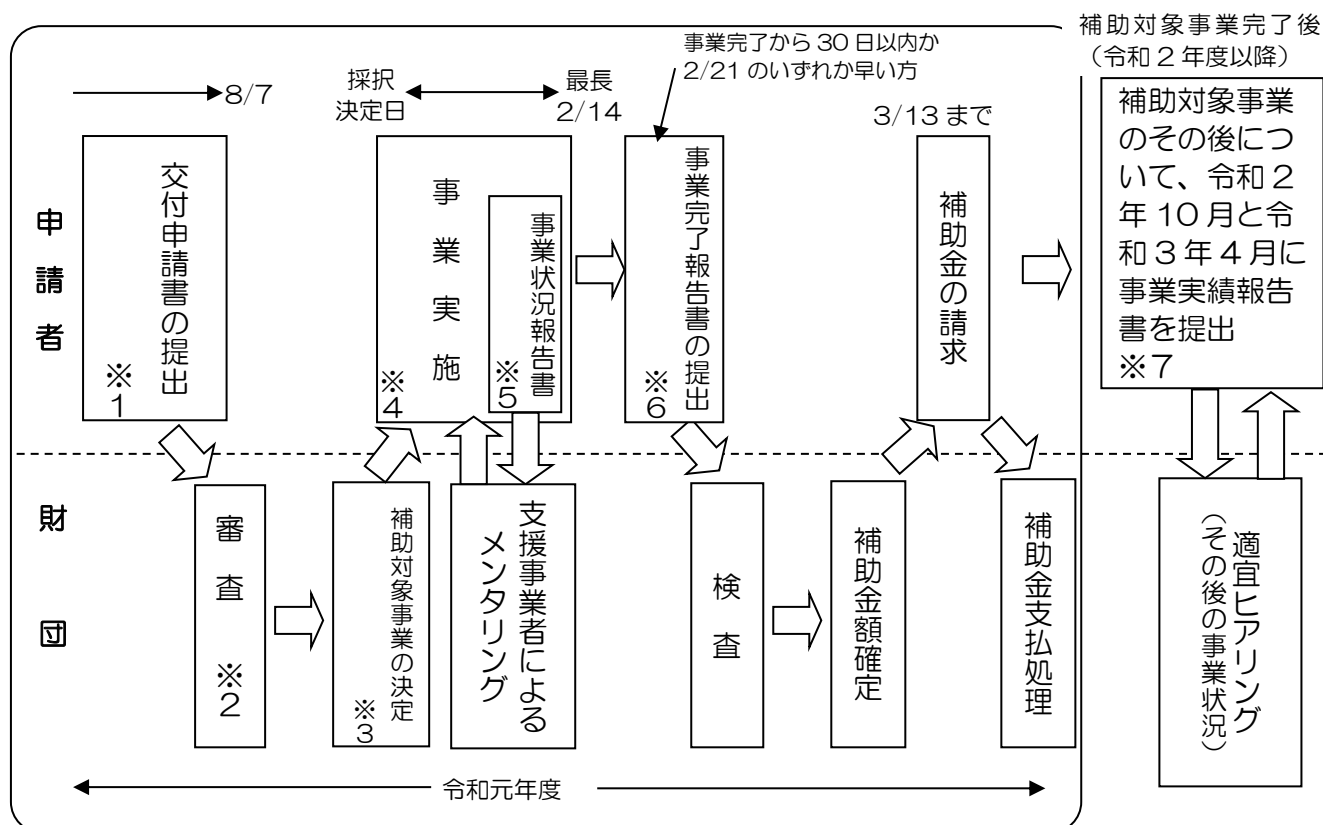 補助対象事業完了後
（令和２年度以降）
事業完了から 30 日以内か
2/21 のいずれか早い方
8/7
採択
決定日
最長
2/14
3/13 まで
申請者
交付申請書の提出
※1
事業実施
※4
事業状況報告書
※5
事業完了報告書の提出
※6
補助金の請求
補助対象事業
のその後につ
いて、令和２
年 10 月と令
和３年４月に
事業実績報告
書を提出
※7
財団
審査 ※2
補助対象事業の決定
※3
支援事業者による
メンタリング
検査
補助金額確定
補助金支払処理
適宜ヒアリング
（その後の事業状況）
令和元年度